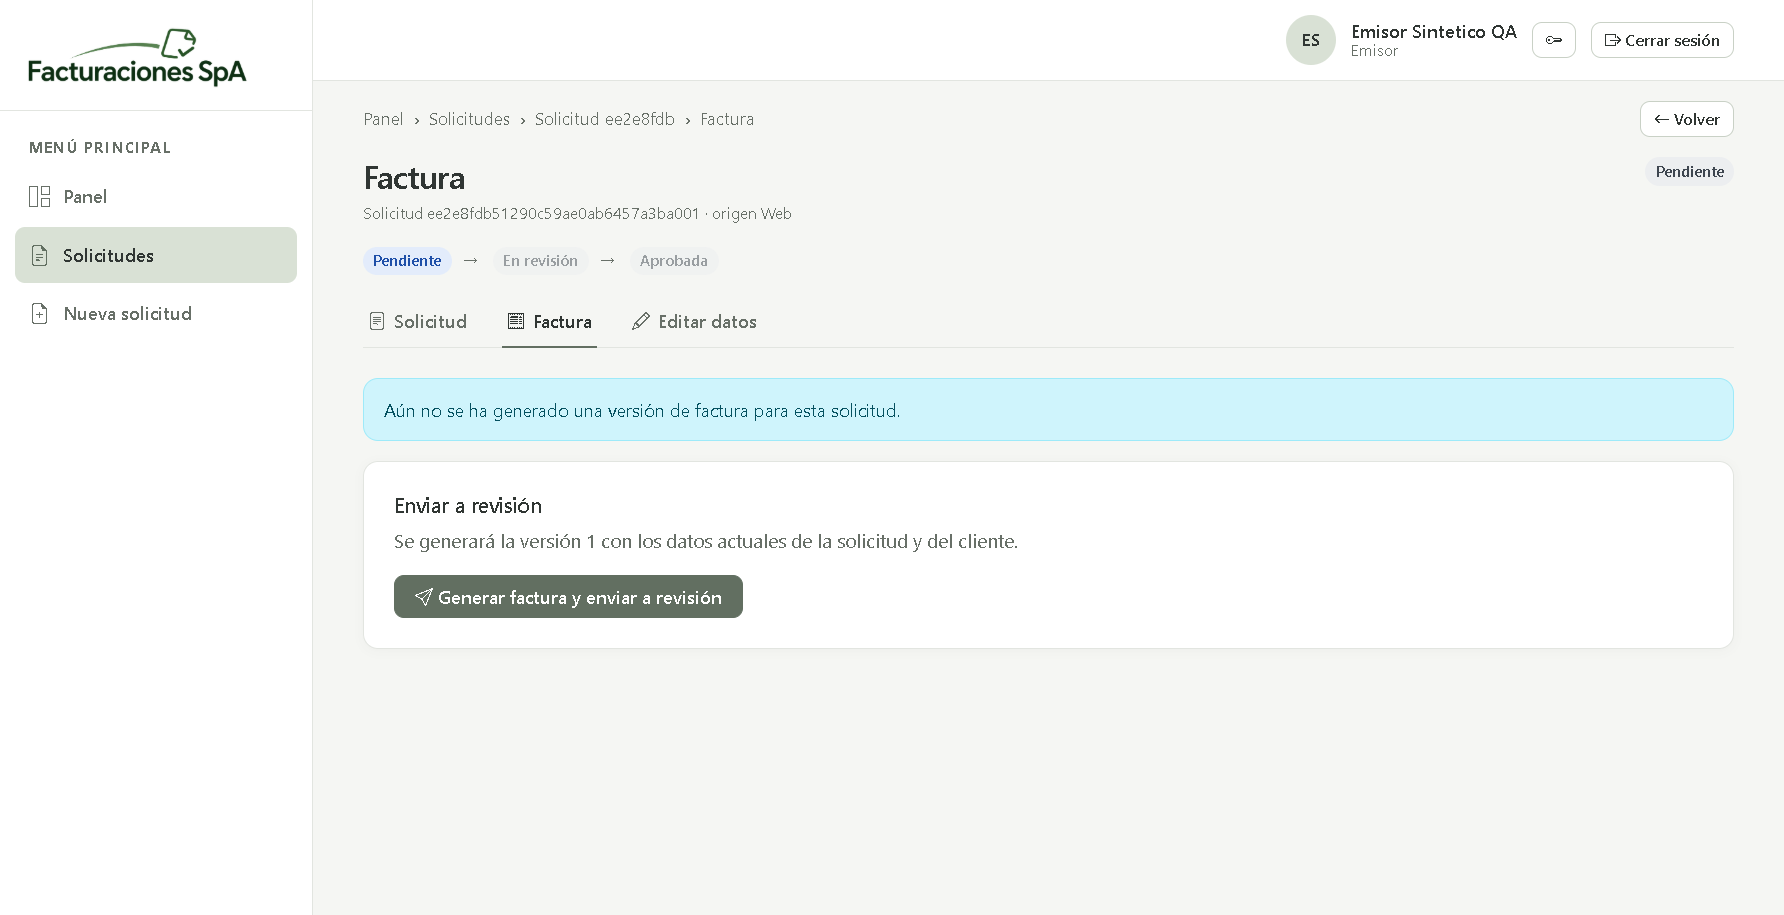 Facturaciones SpA
ES
Emisor Sintetico QA
Emisor
Cerrar sesión
MENÚ PRINCIPAL
Panel
Solicitudes
Nueva solicitud
Panel › Solicitudes › Solicitud ee2e8fdb › Factura
← Volver
Factura
Pendiente
Solicitud ee2e8fdb51290c59ae0ab6457a3ba001 · origen Web
Pendiente → En revisión → Aprobada
Solicitud Factura Editar datos
Aún no se ha generado una versión de factura para esta solicitud.
Enviar a revisión
Se generará la versión 1 con los datos actuales de la solicitud y del cliente.
Generar factura y enviar a revisión